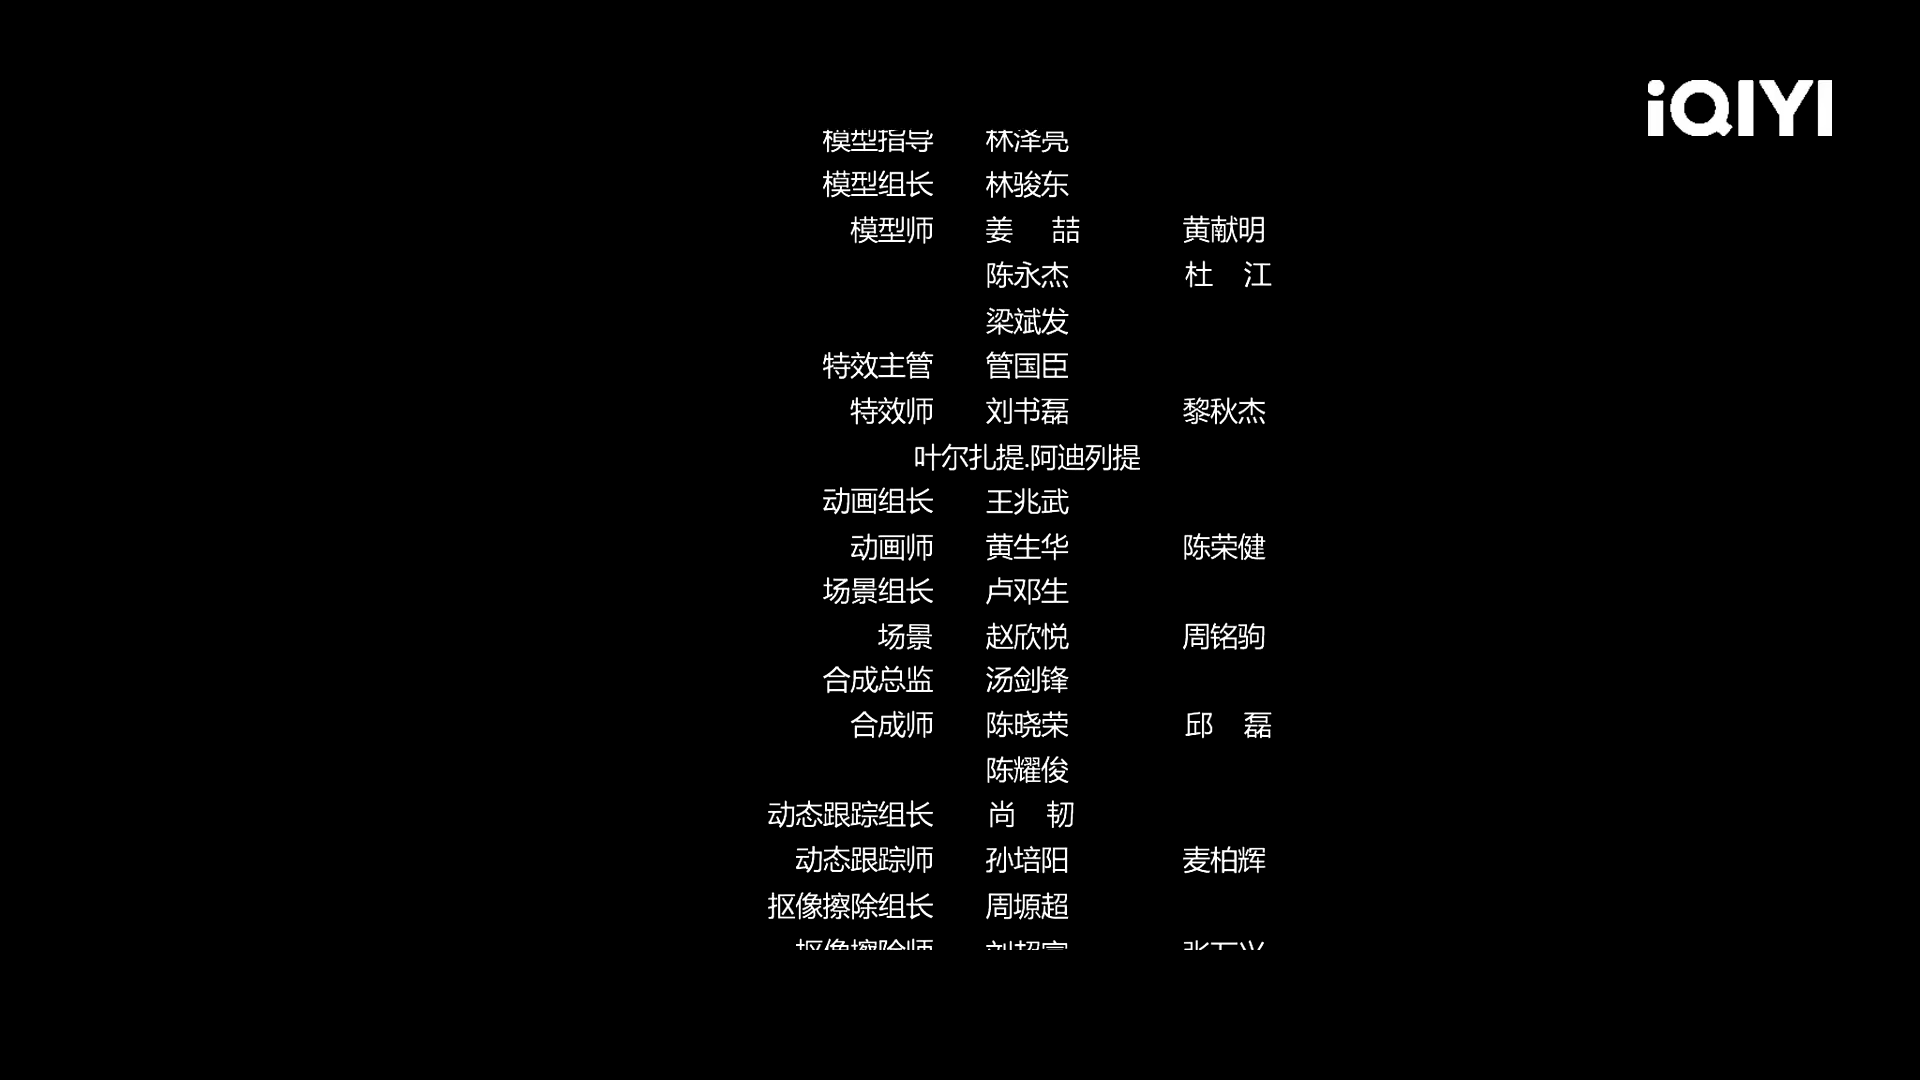 iQIYI
模型指导 林泽亮
模型组长 林骏东
模型师 姜 喆 黄献明
陈永杰 杜 江
梁斌发
特效主管 管国臣
特效师 刘书磊 黎秋杰
叶尔扎提.阿迪列提
动画组长 王兆武
动画师 黄生华 陈荣健
场景组长 卢邓生
场景 赵欣悦 周铭驹
合成总监 汤剑锋
合成师 陈晓荣 邱 磊
陈耀俊
动态跟踪组长 尚 韧
动态跟踪师 孙培阳 麦柏辉
抠像擦除组长 周塬超
抠像擦除师